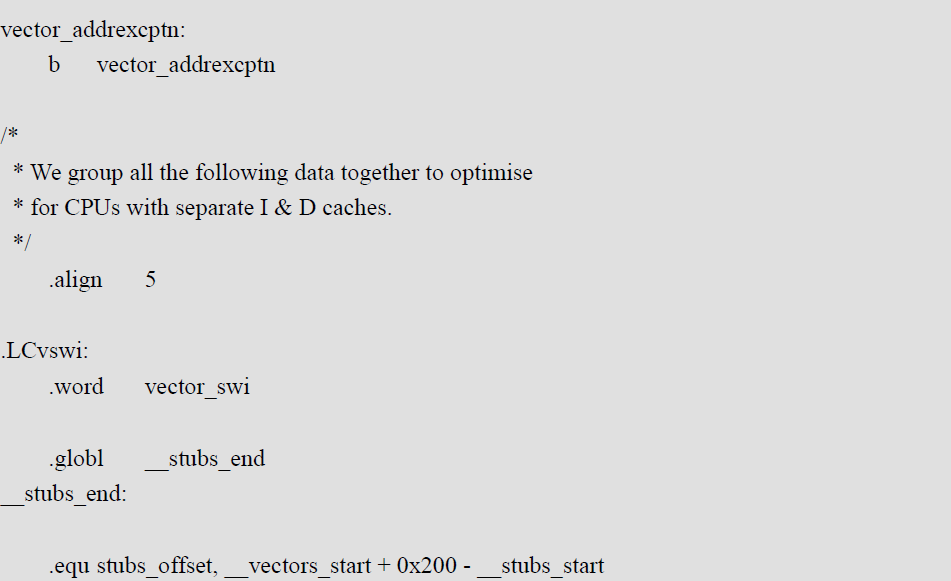 vector_addrexcptn:
b vector_addrexcptn
/*
* We group all the following data together to optimise
* for CPUs with separate I & D caches.
*/
.align 5
.LCvswi:
.word vector_swi
.globl __stubs_end
__stubs_end:
.equ stubs_offset, __vectors_start + 0x200 - __stubs_start